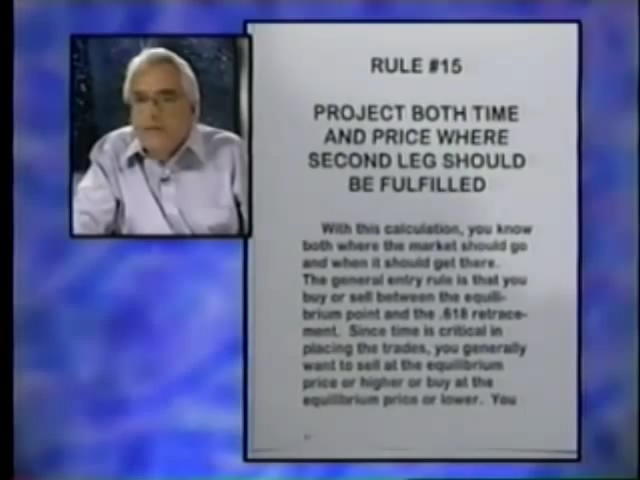 RULE #15
PROJECT BOTH TIME
AND PRICE WHERE
SECOND LEG SHOULD
BE FULFILLED
With this calculation, you know
both where the market should go
and when it should get there.
The general entry rule is that you
buy or sell between the equili-
brium point and the .618 retrace-
ment. Since time is critical in
placing the trades, you generally
want to sell at the equilibrium
price or higher or buy at the
equilibrium price or lower. You